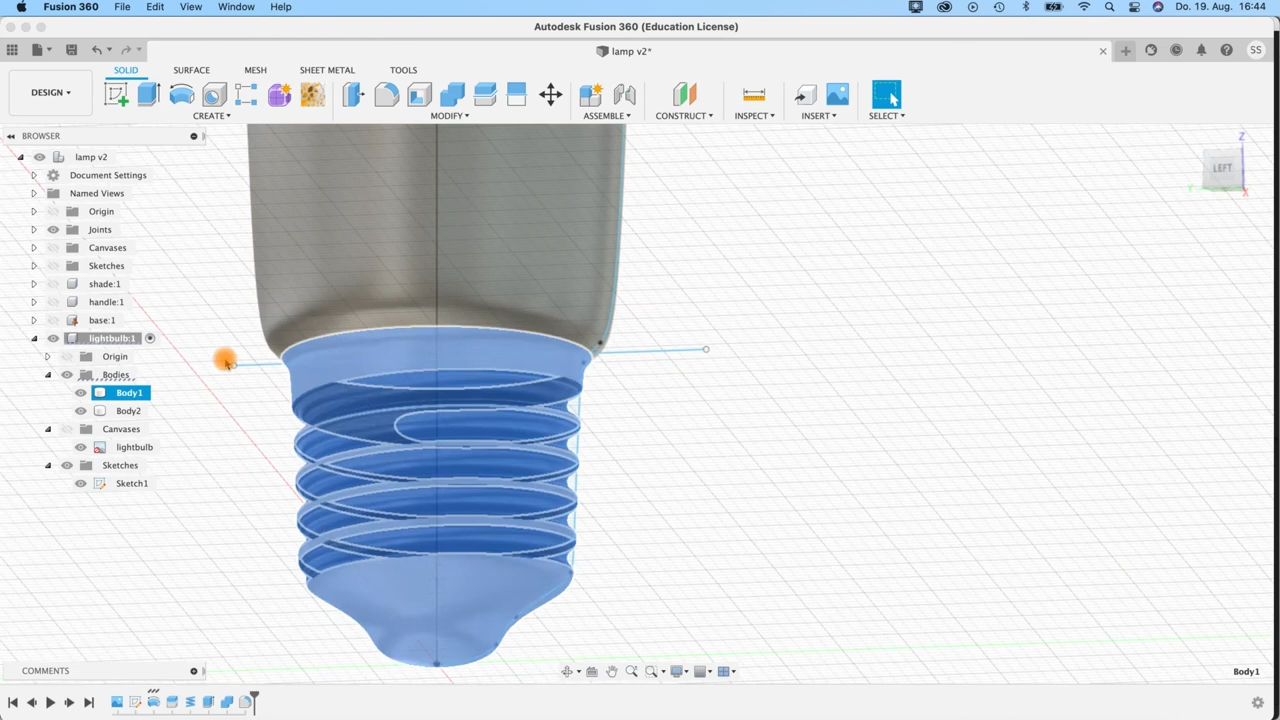 Fusion 360 File Edit View Window Help Do. 19. Aug. 16:44
Autodesk Fusion 360 (Education License)
lamp v2*
SS
SOLID SURFACE MESH SHEET METAL TOOLS
DESIGN
CREATE MODIFY ASSEMBLE CONSTRUCT INSPECT INSERT SELECT
BROWSER
lamp v2
Document Settings
Named Views
Origin
Joints
Canvases
Sketches
shade:1
handle:1
base:1
lightbulb:1
Origin
Bodies
Body1
Body2
Canvases
lightbulb
Sketches
Sketch1
Z
LEFT
Y
X
COMMENTS
Body1